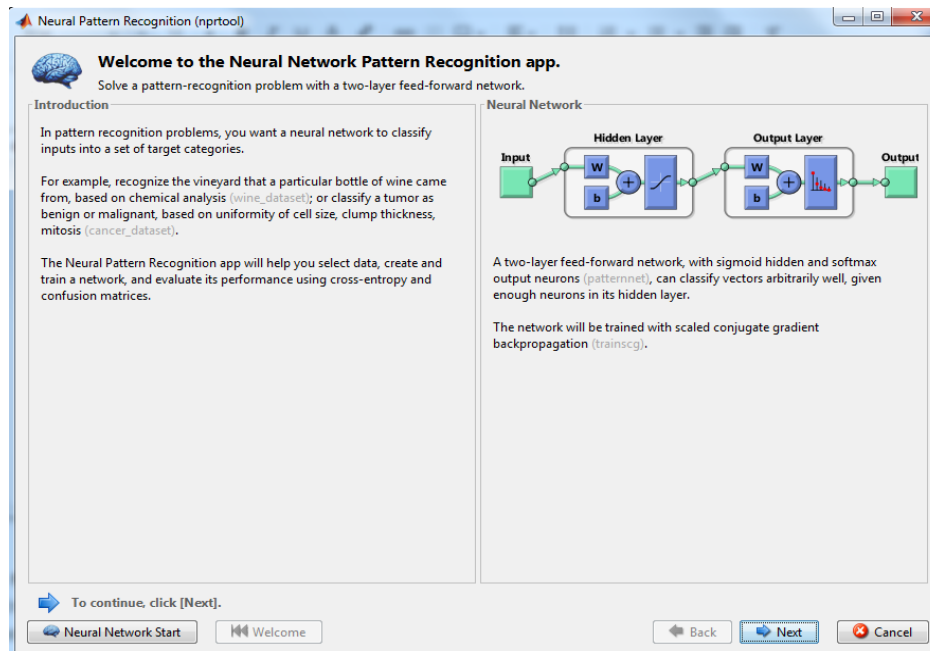 Neural Pattern Recognition (nprtool)
Welcome to the Neural Network Pattern Recognition app.
Solve a pattern-recognition problem with a two-layer feed-forward network.
Introduction
In pattern recognition problems, you want a neural network to classify
inputs into a set of target categories.
For example, recognize the vineyard that a particular bottle of wine came
from, based on chemical analysis (wine_dataset); or classify a tumor as
benign or malignant, based on uniformity of cell size, clump thickness,
mitosis (cancer_dataset).
The Neural Pattern Recognition app will help you select data, create and
train a network, and evaluate its performance using cross-entropy and
confusion matrices.
Neural Network
Hidden Layer
Output Layer
Input
Output
W
W
b
b
A two-layer feed-forward network, with sigmoid hidden and softmax
output neurons (patternnet), can classify vectors arbitrarily well, given
enough neurons in its hidden layer.
The network will be trained with scaled conjugate gradient
backpropagation (trainscg).
To continue, click [Next].
Neural Network Start
Welcome
Back
Next
Cancel